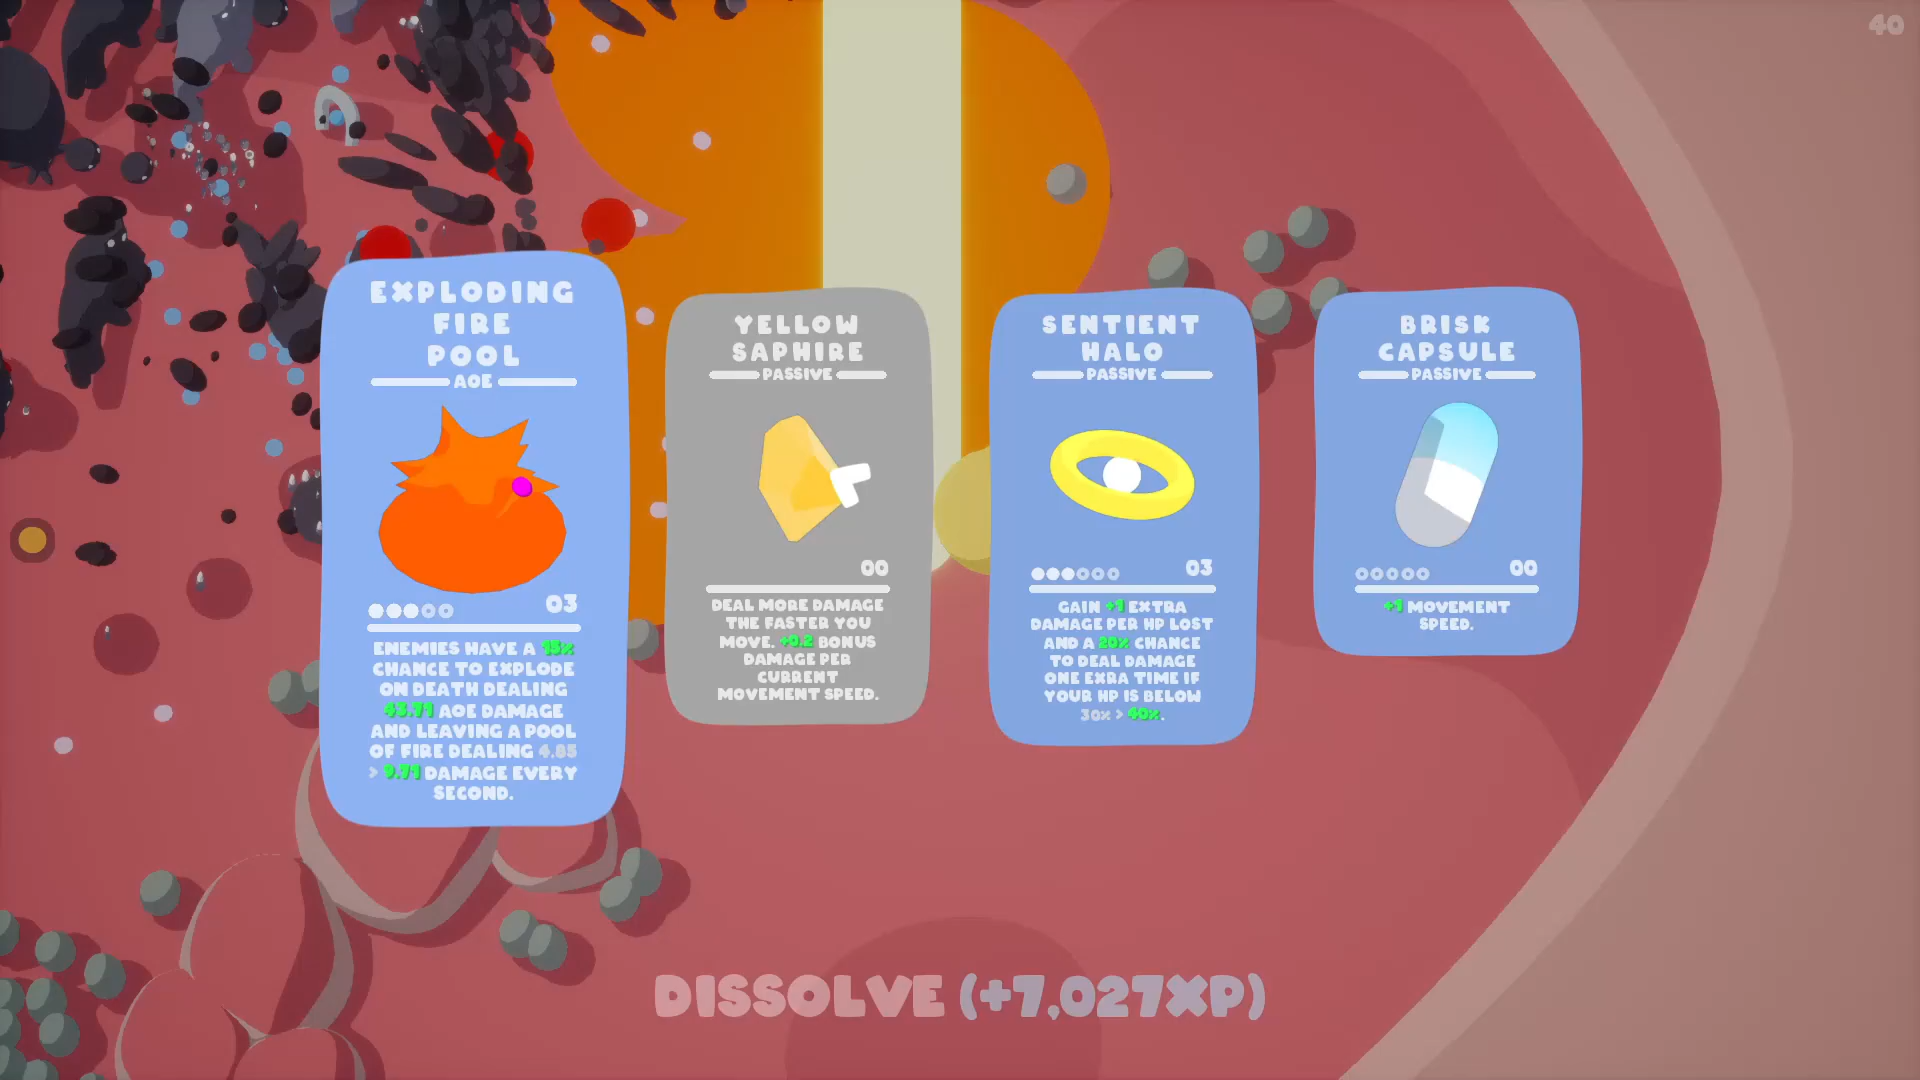 40
EXPLODING
FIRE
POOL
AOE
03
ENEMIES HAVE A 15%
CHANCE TO EXPLODE
ON DEATH DEALING
43.71 AOE DAMAGE
AND LEAVING A POOL
OF FIRE DEALING 4.85
> 9.71 DAMAGE EVERY
SECOND.
YELLOW
SAPHIRE
PASSIVE
00
DEAL MORE DAMAGE
THE FASTER YOU
MOVE. +0.2 BONUS
DAMAGE PER
CURRENT
MOVEMENT SPEED.
SENTIENT
HALO
PASSIVE
03
GAIN +1 EXTRA
DAMAGE PER HP LOST
AND A 20% CHANCE
TO DEAL DAMAGE
ONE EXRA TIME IF
YOUR HP IS BELOW
30% > 40%.
BRISK
CAPSULE
PASSIVE
00
+1 MOVEMENT
SPEED.
DISSOLVE (+7,027XP)